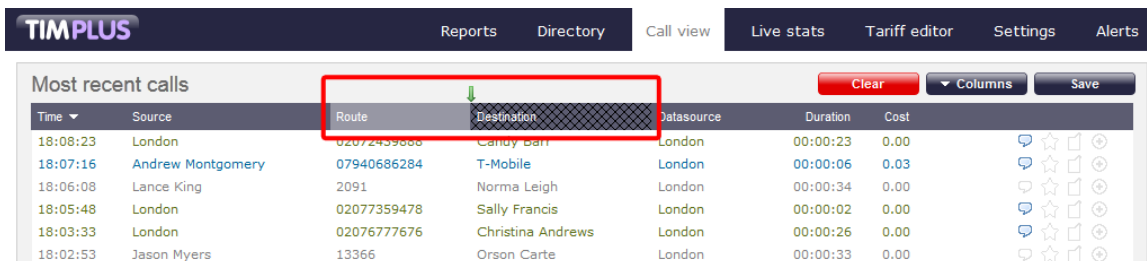 TIMPLUS Reports Directory Call view Live stats Tariff editor Settings Alerts
Most recent calls Clear Columns Save
Time Source Route Destination Datasource Duration Cost
18:08:23 London 02072439888 Candy Barr London 00:00:23 0.00
18:07:16 Andrew Montgomery 07940686284 T-Mobile London 00:00:06 0.03
18:06:08 Lance King 2091 Norma Leigh London 00:00:34 0.00
18:05:48 London 02077359478 Sally Francis London 00:00:02 0.00
18:03:33 London 02076777676 Christina Andrews London 00:00:26 0.00
18:02:53 Jason Myers 13366 Orson Carte London 00:00:33 0.00